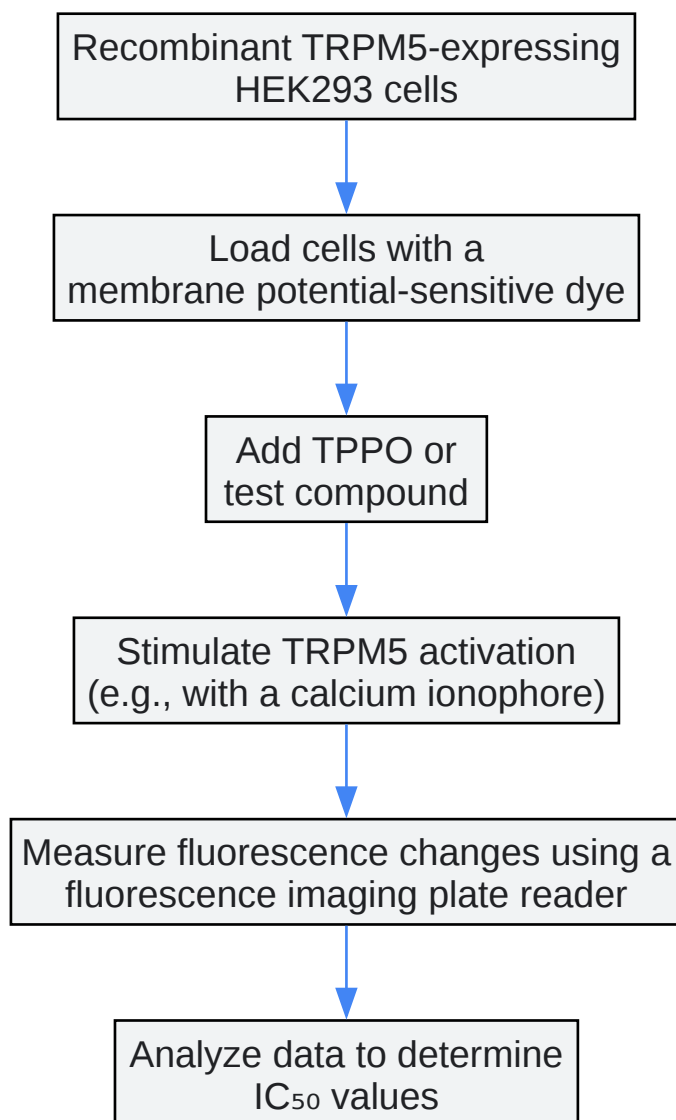 Recombinant TRPM5-expressing
HEK293 cells
Load cells with a
membrane potential-sensitive dye
Add TPPO or
test compound
Stimulate TRPM5 activation
(e.g., with a calcium ionophore)
Measure fluorescence changes using a
fluorescence imaging plate reader
Analyze data to determine
IC₅₀ values